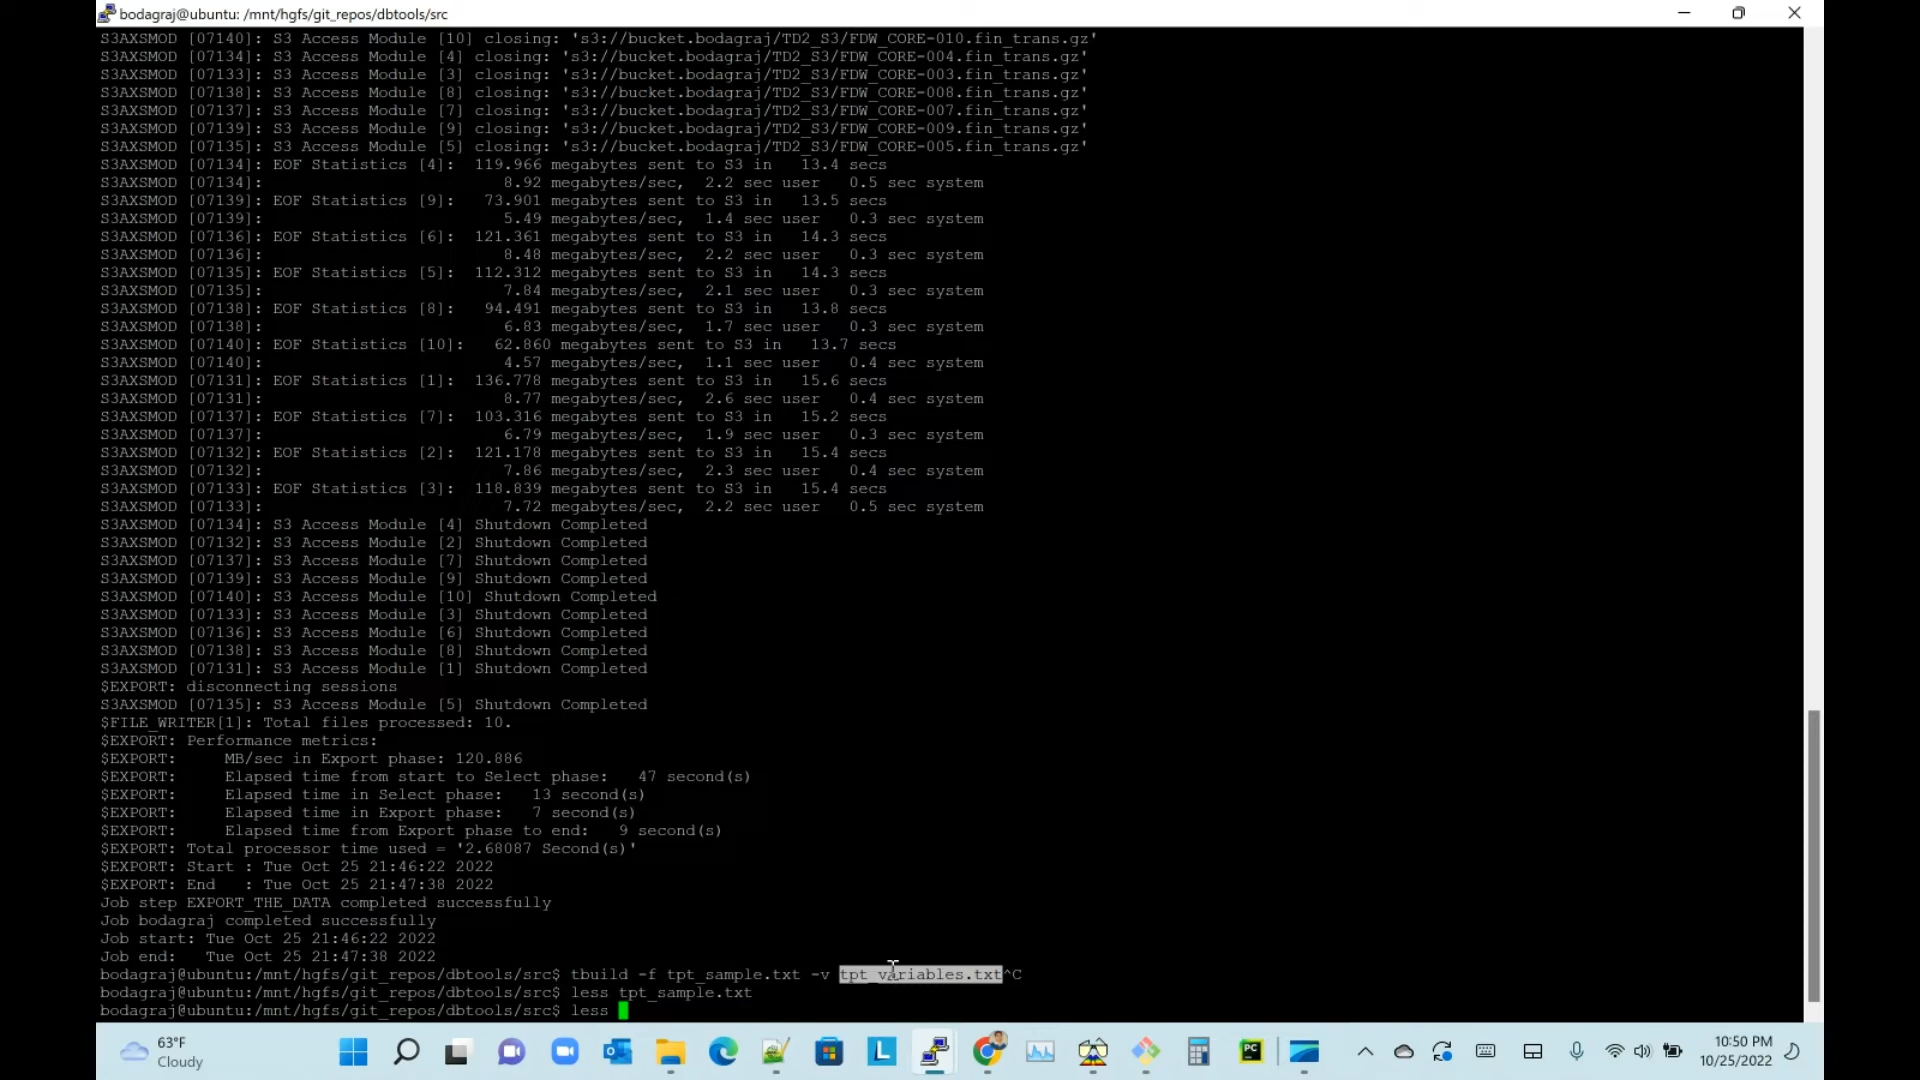 bodagraj@ubuntu: /mnt/hgfs/git_repos/dbtools/src
S3AXSMOD [07140]: S3 Access Module [10] closing: 's3://bucket.bodagraj/TD2_S3/FDW_CORE-010.fin_trans.gz'
S3AXSMOD [07134]: S3 Access Module [4] closing: 's3://bucket.bodagraj/TD2_S3/FDW_CORE-004.fin_trans.gz'
S3AXSMOD [07133]: S3 Access Module [3] closing: 's3://bucket.bodagraj/TD2_S3/FDW_CORE-003.fin_trans.gz'
S3AXSMOD [07138]: S3 Access Module [8] closing: 's3://bucket.bodagraj/TD2_S3/FDW_CORE-008.fin_trans.gz'
S3AXSMOD [07137]: S3 Access Module [7] closing: 's3://bucket.bodagraj/TD2_S3/FDW_CORE-007.fin_trans.gz'
S3AXSMOD [07139]: S3 Access Module [9] closing: 's3://bucket.bodagraj/TD2_S3/FDW_CORE-009.fin_trans.gz'
S3AXSMOD [07135]: S3 Access Module [5] closing: 's3://bucket.bodagraj/TD2_S3/FDW_CORE-005.fin_trans.gz'
S3AXSMOD [07134]: EOF Statistics [4]:  119.966 megabytes sent to S3 in   13.4 secs
S3AXSMOD [07134]:                         8.92 megabytes/sec,  2.2 sec user   0.5 sec system
S3AXSMOD [07139]: EOF Statistics [9]:   73.901 megabytes sent to S3 in   13.5 secs
S3AXSMOD [07139]:                         5.49 megabytes/sec,  1.4 sec user   0.3 sec system
S3AXSMOD [07136]: EOF Statistics [6]:  121.361 megabytes sent to S3 in   14.3 secs
S3AXSMOD [07136]:                         8.48 megabytes/sec,  2.2 sec user   0.3 sec system
S3AXSMOD [07135]: EOF Statistics [5]:  112.312 megabytes sent to S3 in   14.3 secs
S3AXSMOD [07135]:                         7.84 megabytes/sec,  2.1 sec user   0.3 sec system
S3AXSMOD [07138]: EOF Statistics [8]:   94.491 megabytes sent to S3 in   13.8 secs
S3AXSMOD [07138]:                         6.83 megabytes/sec,  1.7 sec user   0.3 sec system
S3AXSMOD [07140]: EOF Statistics [10]:   62.860 megabytes sent to S3 in   13.7 secs
S3AXSMOD [07140]:                         4.57 megabytes/sec,  1.1 sec user   0.4 sec system
S3AXSMOD [07131]: EOF Statistics [1]:  136.778 megabytes sent to S3 in   15.6 secs
S3AXSMOD [07131]:                         8.77 megabytes/sec,  2.6 sec user   0.4 sec system
S3AXSMOD [07137]: EOF Statistics [7]:  103.316 megabytes sent to S3 in   15.2 secs
S3AXSMOD [07137]:                         6.79 megabytes/sec,  1.9 sec user   0.3 sec system
S3AXSMOD [07132]: EOF Statistics [2]:  121.178 megabytes sent to S3 in   15.4 secs
S3AXSMOD [07132]:                         7.86 megabytes/sec,  2.3 sec user   0.4 sec system
S3AXSMOD [07133]: EOF Statistics [3]:  118.839 megabytes sent to S3 in   15.4 secs
S3AXSMOD [07133]:                         7.72 megabytes/sec,  2.2 sec user   0.5 sec system
S3AXSMOD [07134]: S3 Access Module [4] Shutdown Completed
S3AXSMOD [07132]: S3 Access Module [2] Shutdown Completed
S3AXSMOD [07137]: S3 Access Module [7] Shutdown Completed
S3AXSMOD [07139]: S3 Access Module [9] Shutdown Completed
S3AXSMOD [07140]: S3 Access Module [10] Shutdown Completed
S3AXSMOD [07133]: S3 Access Module [3] Shutdown Completed
S3AXSMOD [07136]: S3 Access Module [6] Shutdown Completed
S3AXSMOD [07138]: S3 Access Module [8] Shutdown Completed
S3AXSMOD [07131]: S3 Access Module [1] Shutdown Completed
$EXPORT: disconnecting sessions
S3AXSMOD [07135]: S3 Access Module [5] Shutdown Completed
$FILE_WRITER[1]: Total files processed: 10.
$EXPORT: Performance metrics:
$EXPORT:     MB/sec in Export phase: 120.886
$EXPORT:     Elapsed time from start to Select phase:   47 second(s)
$EXPORT:     Elapsed time in Select phase:   13 second(s)
$EXPORT:     Elapsed time in Export phase:   7 second(s)
$EXPORT:     Elapsed time from Export phase to end:   9 second(s)
$EXPORT: Total processor time used = '2.68087 Second(s)'
$EXPORT: Start : Tue Oct 25 21:46:22 2022
$EXPORT: End   : Tue Oct 25 21:47:38 2022
Job step EXPORT_THE_DATA completed successfully
Job bodagraj completed successfully
Job start: Tue Oct 25 21:46:22 2022
Job end:   Tue Oct 25 21:47:38 2022
bodagraj@ubuntu:/mnt/hgfs/git_repos/dbtools/src$ tbuild -f tpt_sample.txt -v tpt_variables.txt^C
bodagraj@ubuntu:/mnt/hgfs/git_repos/dbtools/src$ less tpt_sample.txt
bodagraj@ubuntu:/mnt/hgfs/git_repos/dbtools/src$ less
63°F
Cloudy
L
PC
10:50 PM
10/25/2022